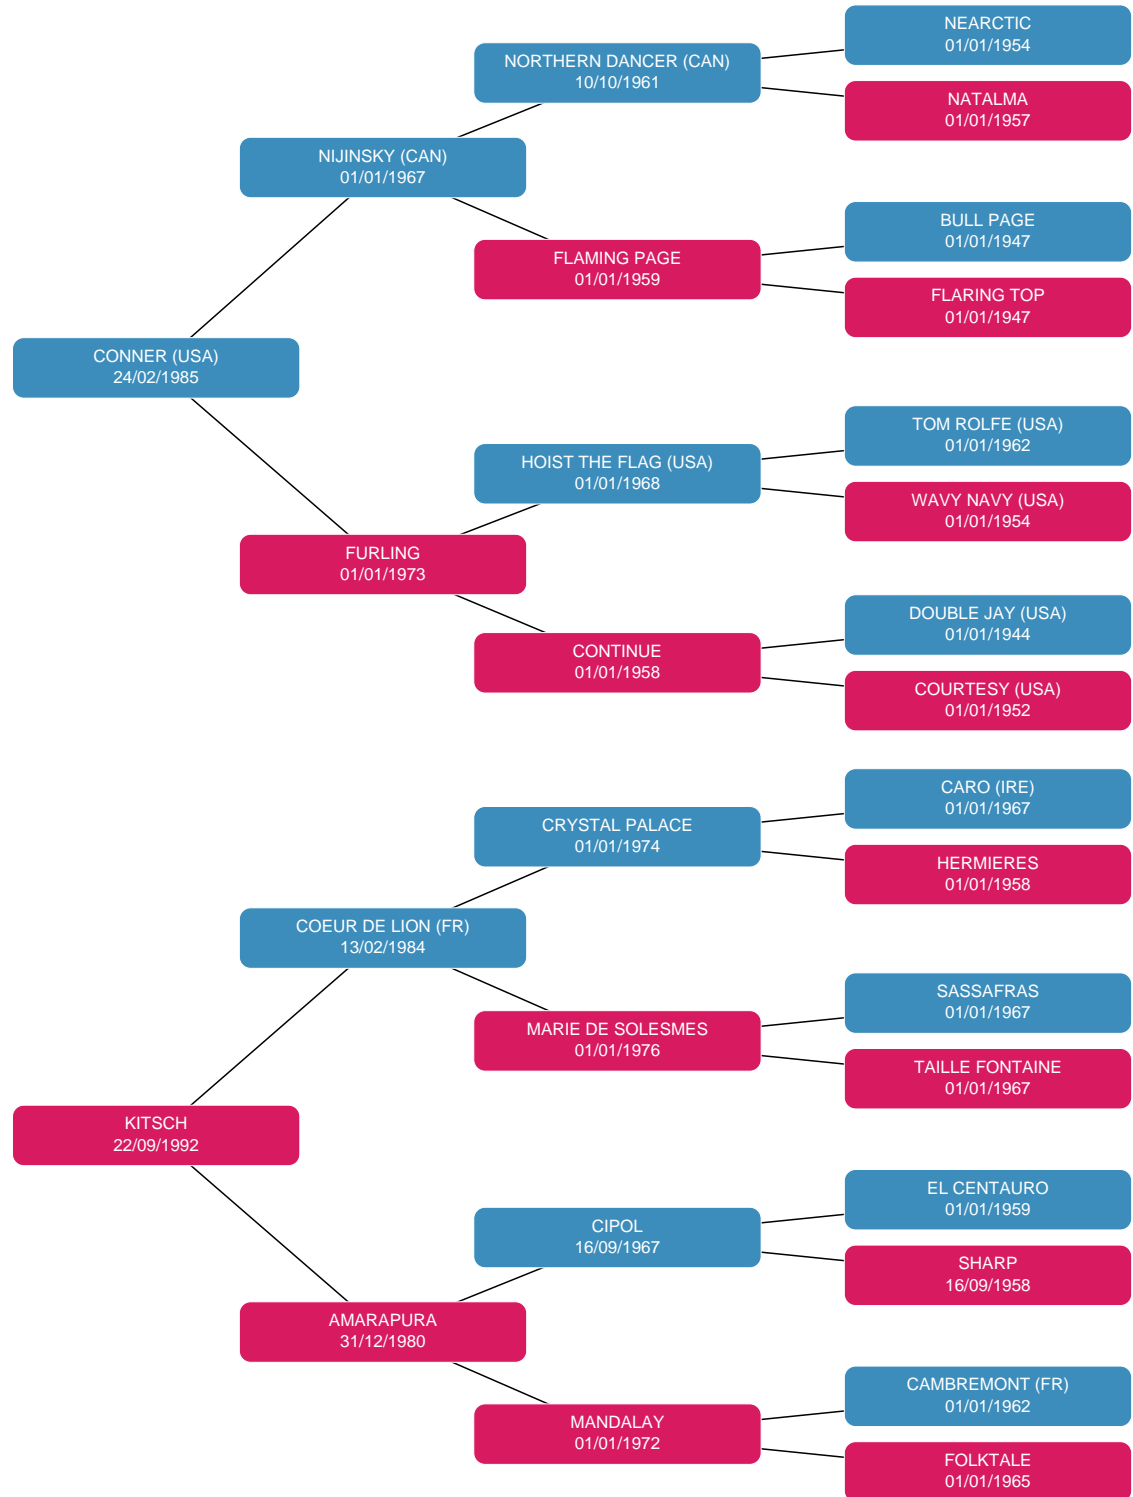 NEARCTIC
01/01/1954
NORTHERN DANCER (CAN)
10/10/1961
NATALMA
01/01/1957
NIJINSKY (CAN)
01/01/1967
BULL PAGE
01/01/1947
FLAMING PAGE
01/01/1959
FLARING TOP
01/01/1947
CONNER (USA)
24/02/1985
TOM ROLFE (USA)
01/01/1962
HOIST THE FLAG (USA)
01/01/1968
WAVY NAVY (USA)
01/01/1954
FURLING
01/01/1973
DOUBLE JAY (USA)
01/01/1944
CONTINUE
01/01/1958
COURTESY (USA)
01/01/1952
CARO (IRE)
01/01/1967
CRYSTAL PALACE
01/01/1974
HERMIERES
01/01/1958
COEUR DE LION (FR)
13/02/1984
SASSAFRAS
01/01/1967
MARIE DE SOLESMES
01/01/1976
TAILLE FONTAINE
01/01/1967
KITSCH
22/09/1992
EL CENTAURO
01/01/1959
CIPOL
16/09/1967
SHARP
16/09/1958
AMARAPURA
31/12/1980
CAMBREMONT (FR)
01/01/1962
MANDALAY
01/01/1972
FOLKTALE
01/01/1965